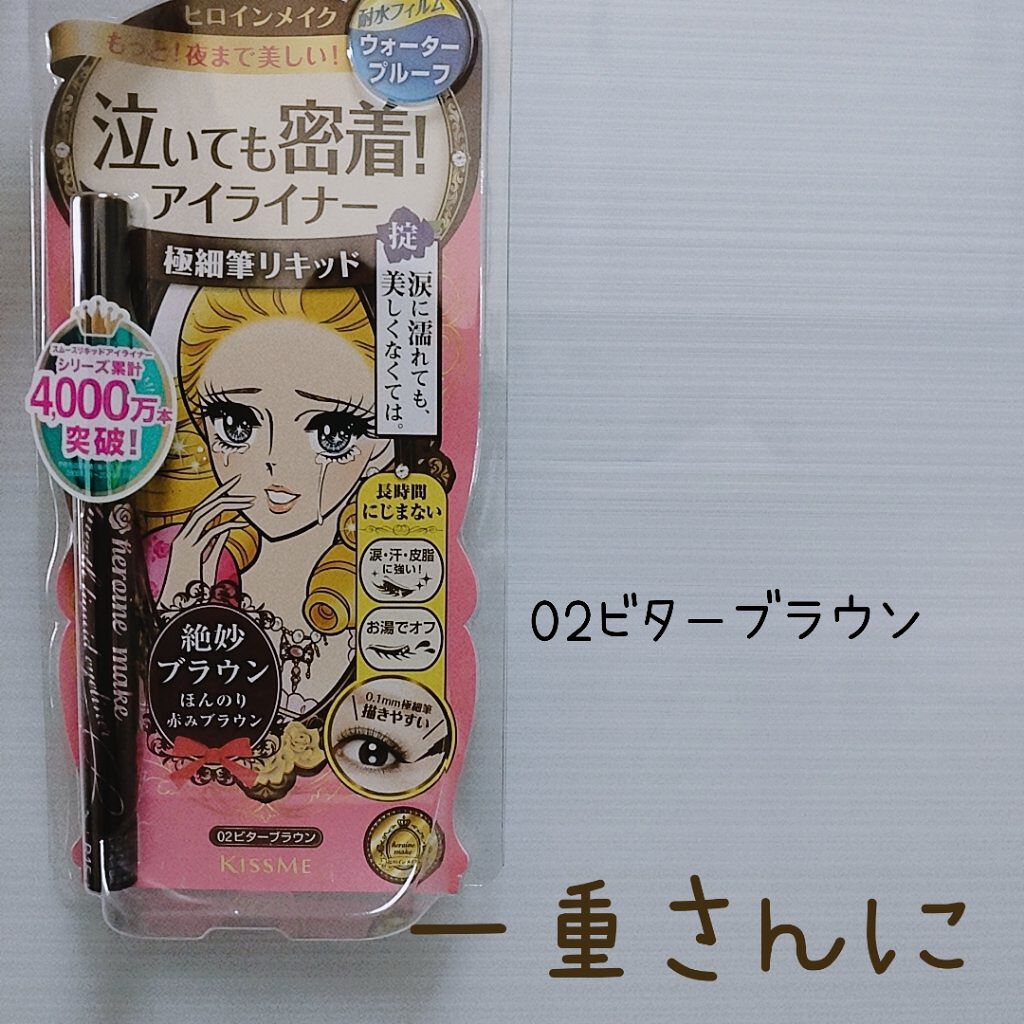 ヒロインメイク
もっと!夜まで美しい!
耐水フィルム
ウォーター
プルーフ
泣いても密着!
アイライナー
極細筆リキッド
掟
涙に濡れても、
美しくなくては。
スムースリキッドアイライナー
シリーズ累計
4,000万本
突破!
heroine make
Smooth liquid eyeliner
長時間
にじまない
涙・汗・皮脂
に強い!
お湯でオフ
0.1mm極細筆
描きやすい
絶妙
ブラウン
ほんのり
赤みブラウン
02ビターブラウン
KISSME
heroine
make
02ビターブラウン
一重さんに